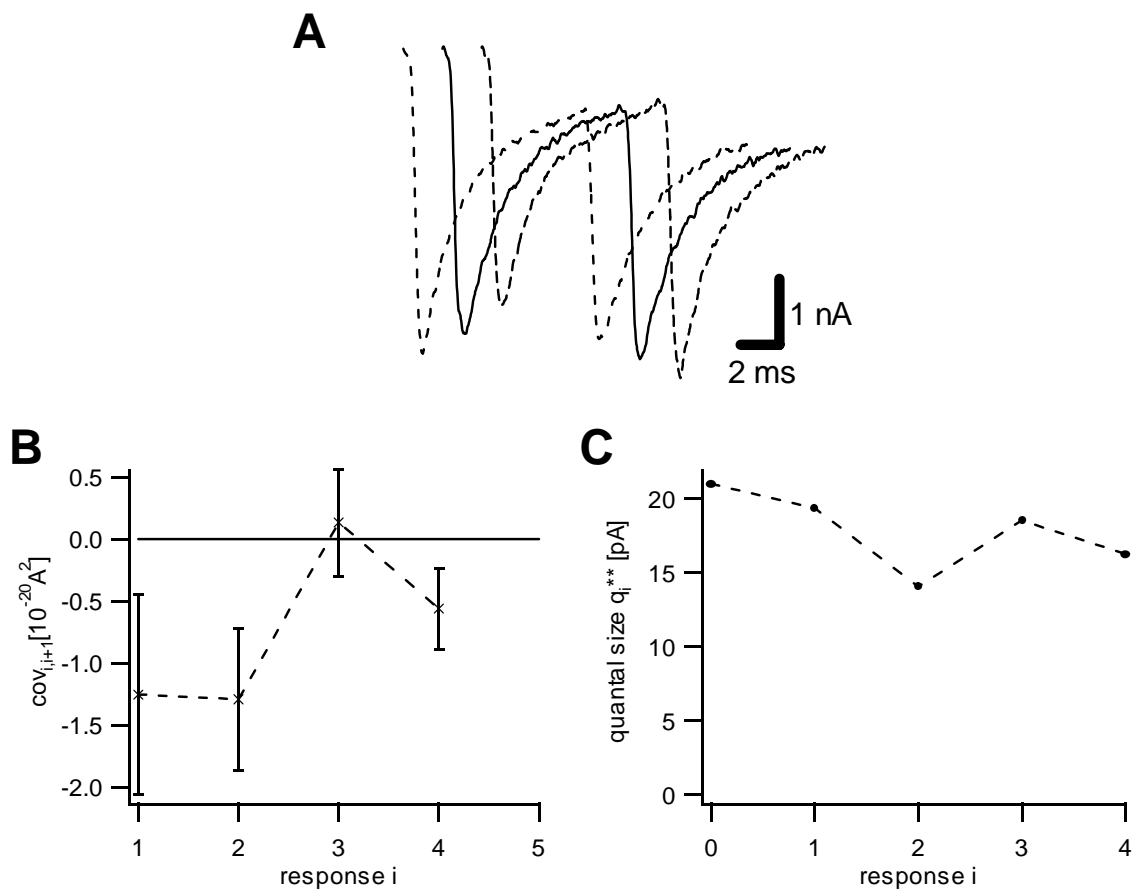 A
1 nA
2 ms
B
0.5
0.0
-0.5
-1.0
-1.5
-2.0
cov i,i+1 [10^-20 A^2]
1 2 3 4 5
response i
C
20
15
10
5
0
quantal size q_i** [pA]
0 1 2 3 4
response i